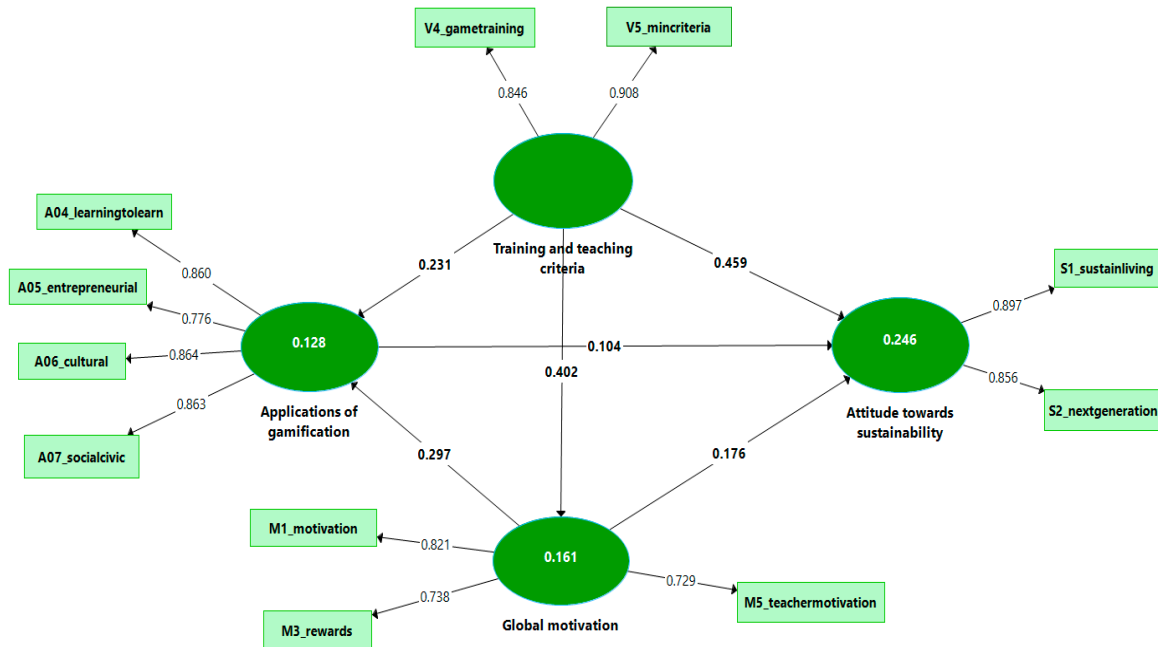 V4_gametraining
V5_mincriteria
0.846
0.908
Training and teaching
criteria
A04_learningtolearn
0.860
A05_entrepreneurial
0.776
A06_cultural
0.864
A07_socialcivic
0.863
0.231
0.459
0.128
Applications of
gamification
0.104
0.402
0.246
Attitude towards
sustainability
S1_sustainliving
0.897
0.856
S2_nextgeneration
0.297
0.176
M1_motivation
0.821
0.161
0.738
M3_rewards
Global motivation
0.729
M5_teachermotivation